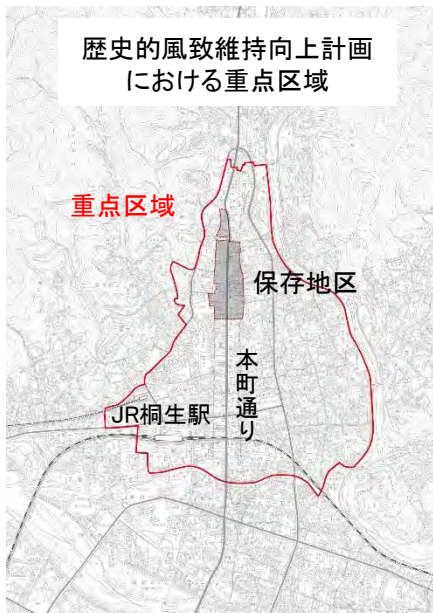 歴史的風致維持向上計画
における重点区域
重点区域
保存地区
本町通り
JR桐生駅